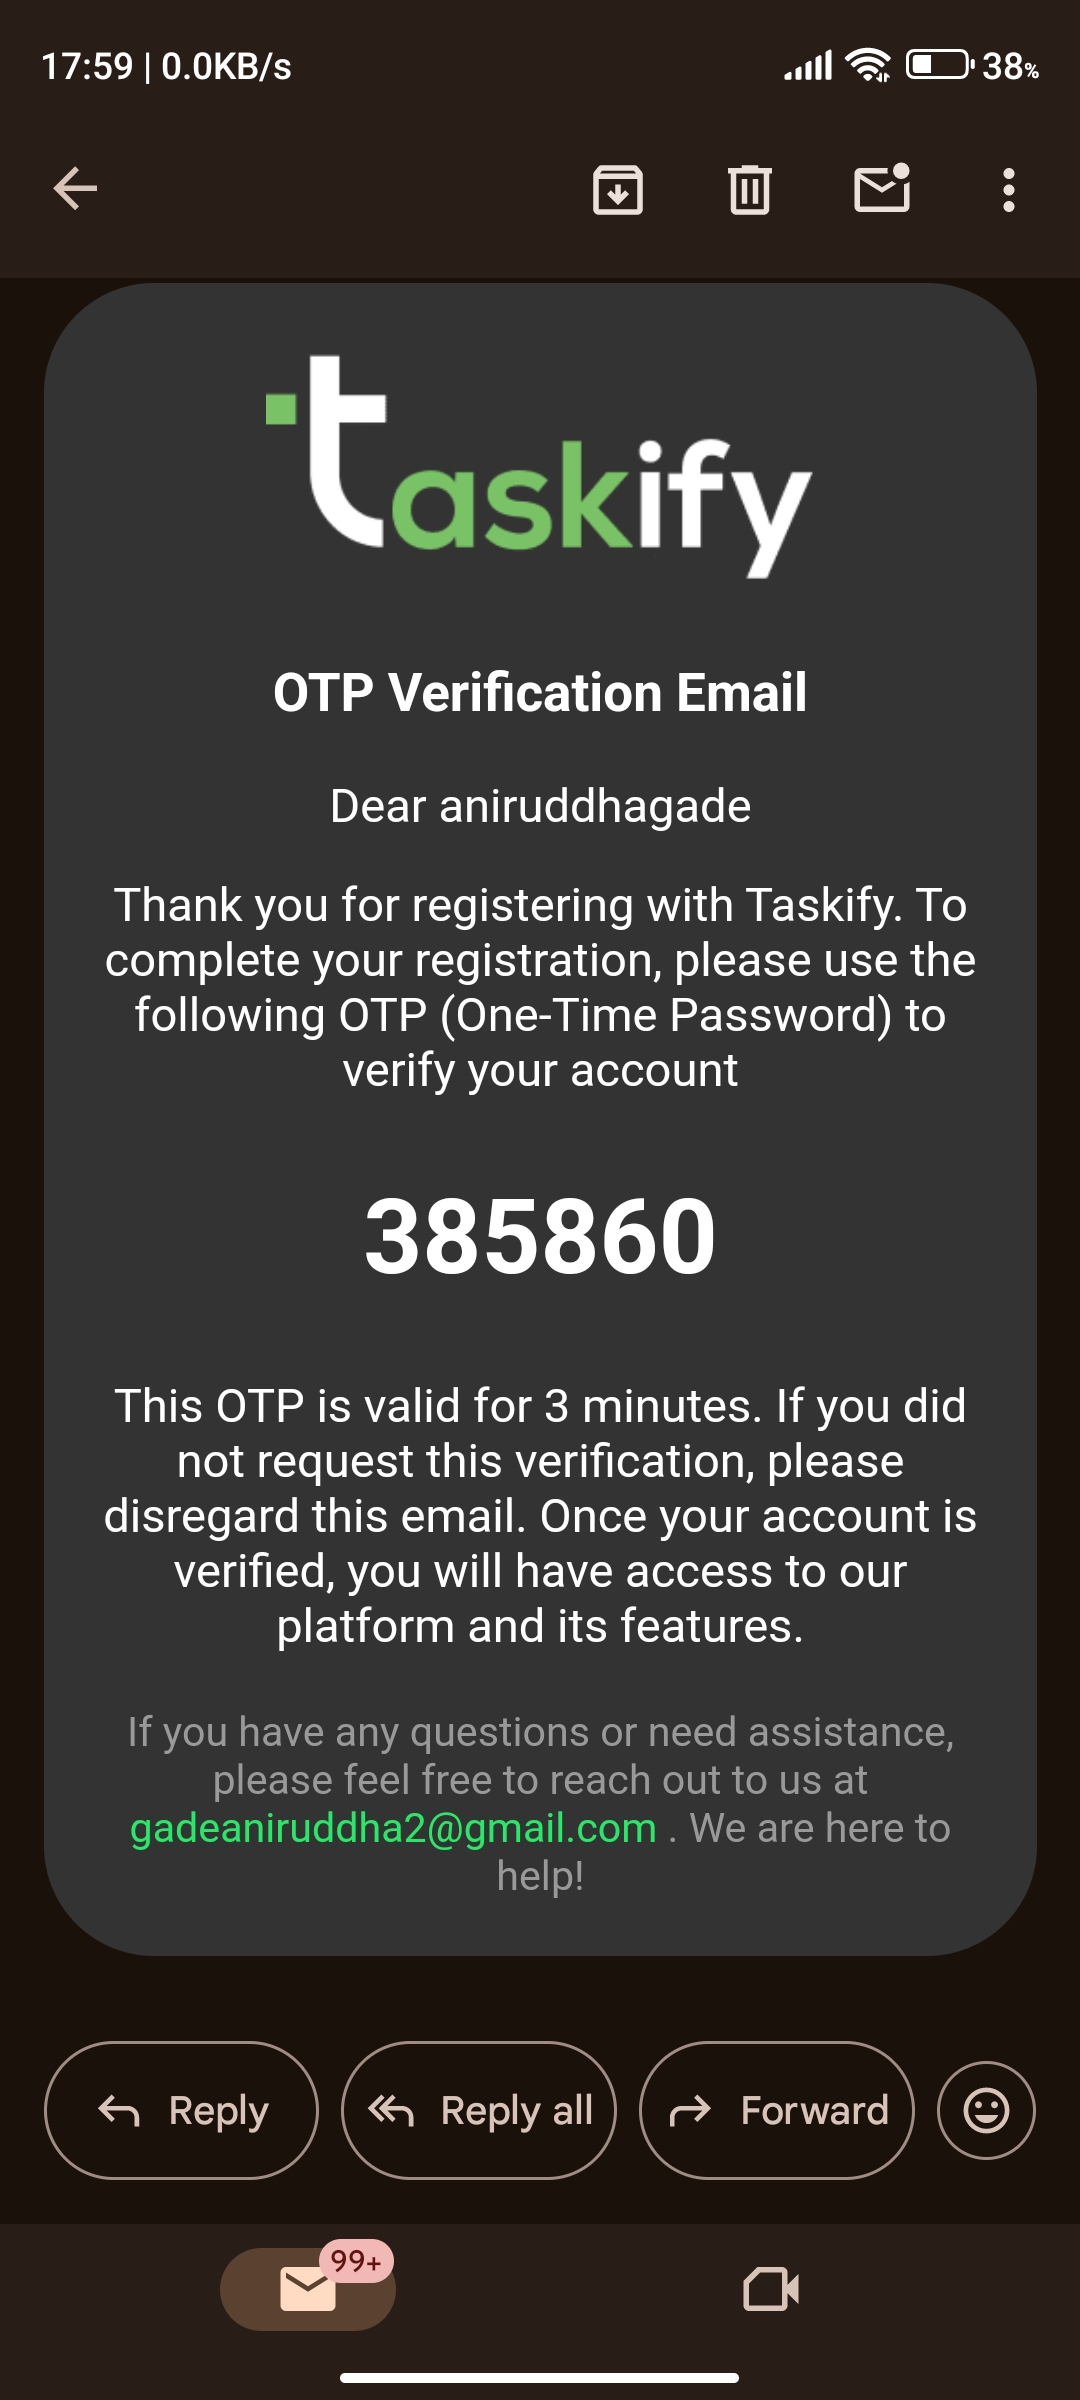 17:59 | 0.0KB/s 38%
taskify
OTP Verification Email
Dear aniruddhagade
Thank you for registering with Taskify. To
complete your registration, please use the
following OTP (One-Time Password) to
verify your account
385860
This OTP is valid for 3 minutes. If you did
not request this verification, please
disregard this email. Once your account is
verified, you will have access to our
platform and its features.
If you have any questions or need assistance,
please feel free to reach out to us at
gadeaniruddha2@gmail.com . We are here to
help!
Reply Reply all Forward
99+